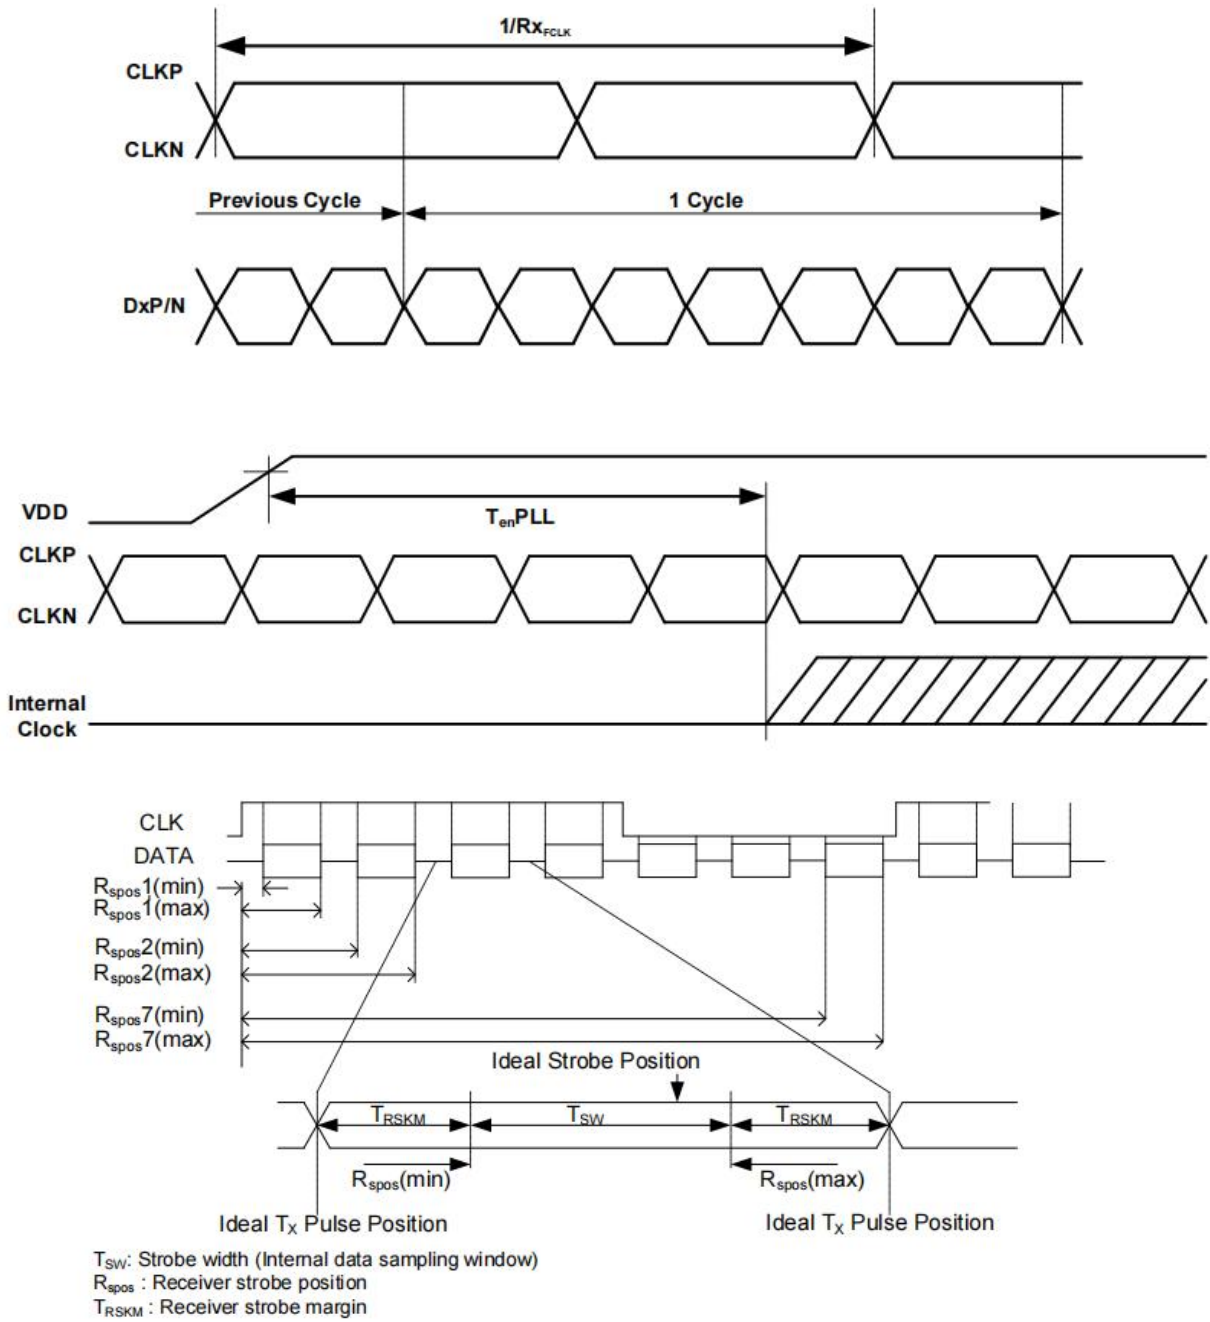 1/RxFCLK
CLKP
CLKN
Previous Cycle
1 Cycle
DxP/N
VDD
TenPLL
CLKP
CLKN
Internal
Clock
CLK
DATA
Rspos1(min)
Rspos1(max)
Rspos2(min)
Rspos2(max)
Rspos7(min)
Rspos7(max)
Ideal Strobe Position
TRSKM
TSW
TRSKM
Rspos(min)
Rspos(max)
Ideal TX Pulse Position
Ideal TX Pulse Position
TSW: Strobe width (Internal data sampling window)
Rspos : Receiver strobe position
TRSKM : Receiver strobe margin